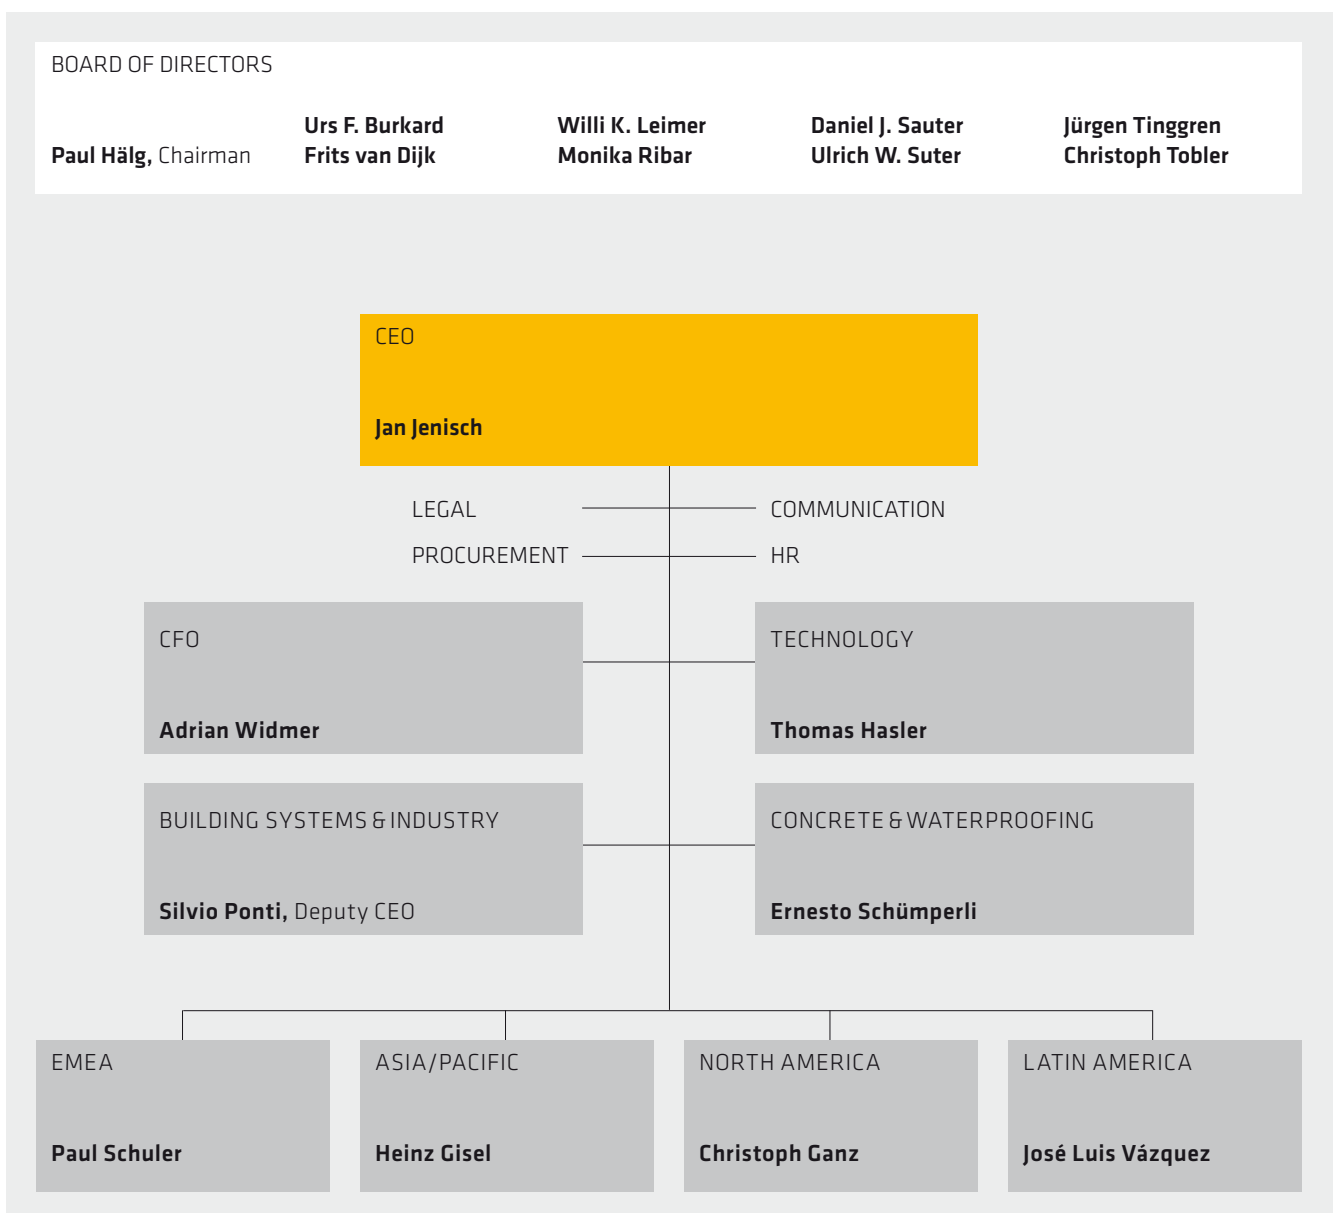 BOARD OF DIRECTORS
Urs F. Burkard Willi K. Leimer Daniel J. Sauter Jürgen Tinggren
Paul Hälg, Chairman Frits van Dijk Monika Ribar Ulrich W. Suter Christoph Tobler
CEO
Jan Jenisch
LEGAL COMMUNICATION
PROCUREMENT HR
CFO TECHNOLOGY
Adrian Widmer Thomas Hasler
BUILDING SYSTEMS & INDUSTRY CONCRETE & WATERPROOFING
Silvio Ponti, Deputy CEO Ernesto Schümperli
EMEA ASIA/PACIFIC NORTH AMERICA LATIN AMERICA
Paul Schuler Heinz Gisel Christoph Ganz José Luis Vázquez